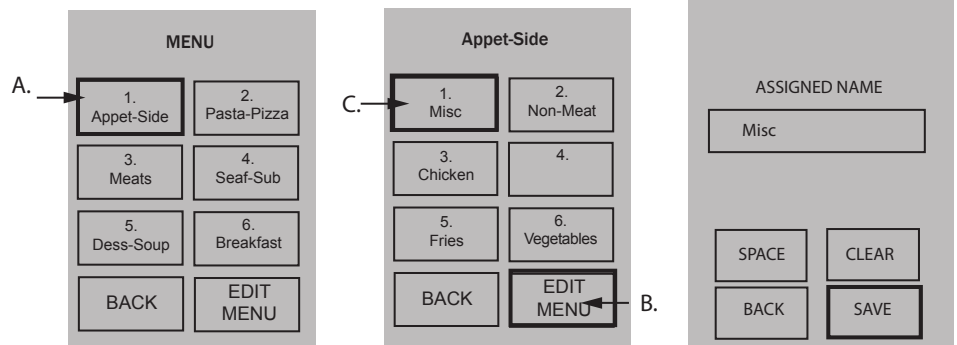 MENU
A.
1.
Appet-Side
2.
Pasta-Pizza
3.
Meats
4.
Seaf-Sub
5.
Dess-Soup
6.
Breakfast
BACK
EDIT
MENU
Appet-Side
C.
1.
Misc
2.
Non-Meat
3.
Chicken
4.
5.
Fries
6.
Vegetables
BACK
EDIT
MENU
B.
ASSIGNED NAME
Misc
SPACE
CLEAR
BACK
SAVE